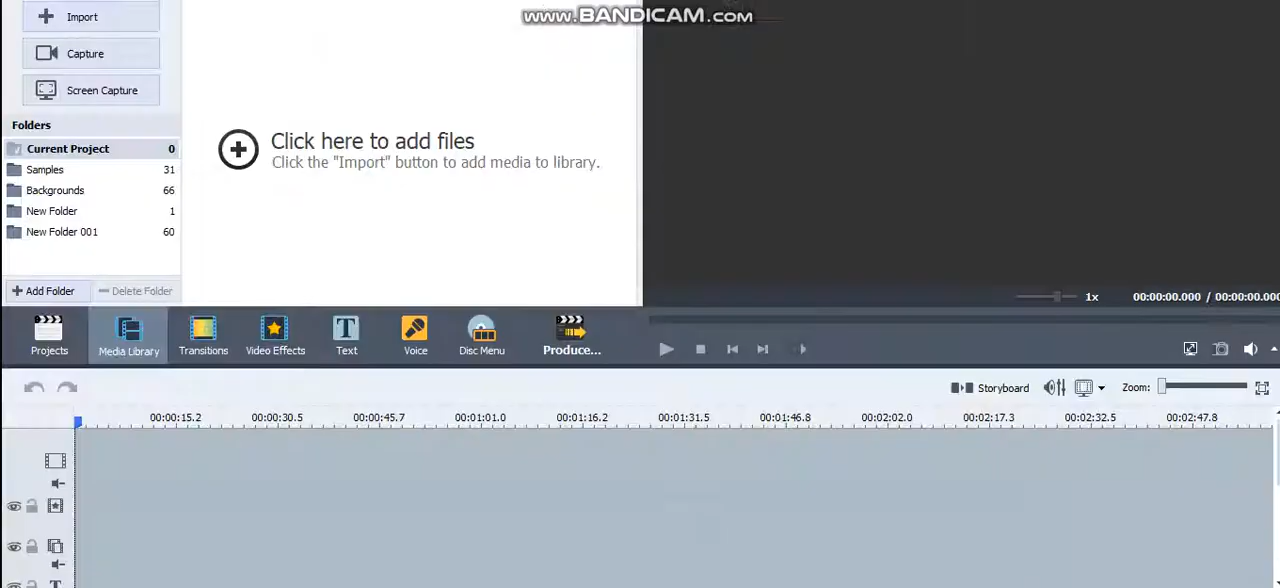 www.BANDICAM.com
Import
Capture
Screen Capture
Folders
Current Project 0
Samples 31
Backgrounds 66
New Folder 1
New Folder 001 60
Add Folder
Delete Folder
Click here to add files
Click the "Import" button to add media to library.
1x
00:00:00.000 / 00:00:00.000
Projects
Media Library
Transitions
Video Effects
Text
Voice
Disc Menu
Produce...
Storyboard
Zoom:
00:00:15.2 00:00:30.5 00:00:45.7 00:01:01.0 00:01:16.2 00:01:31.5 00:01:46.8 00:02:02.0 00:02:17.3 00:02:32.5 00:02:47.8